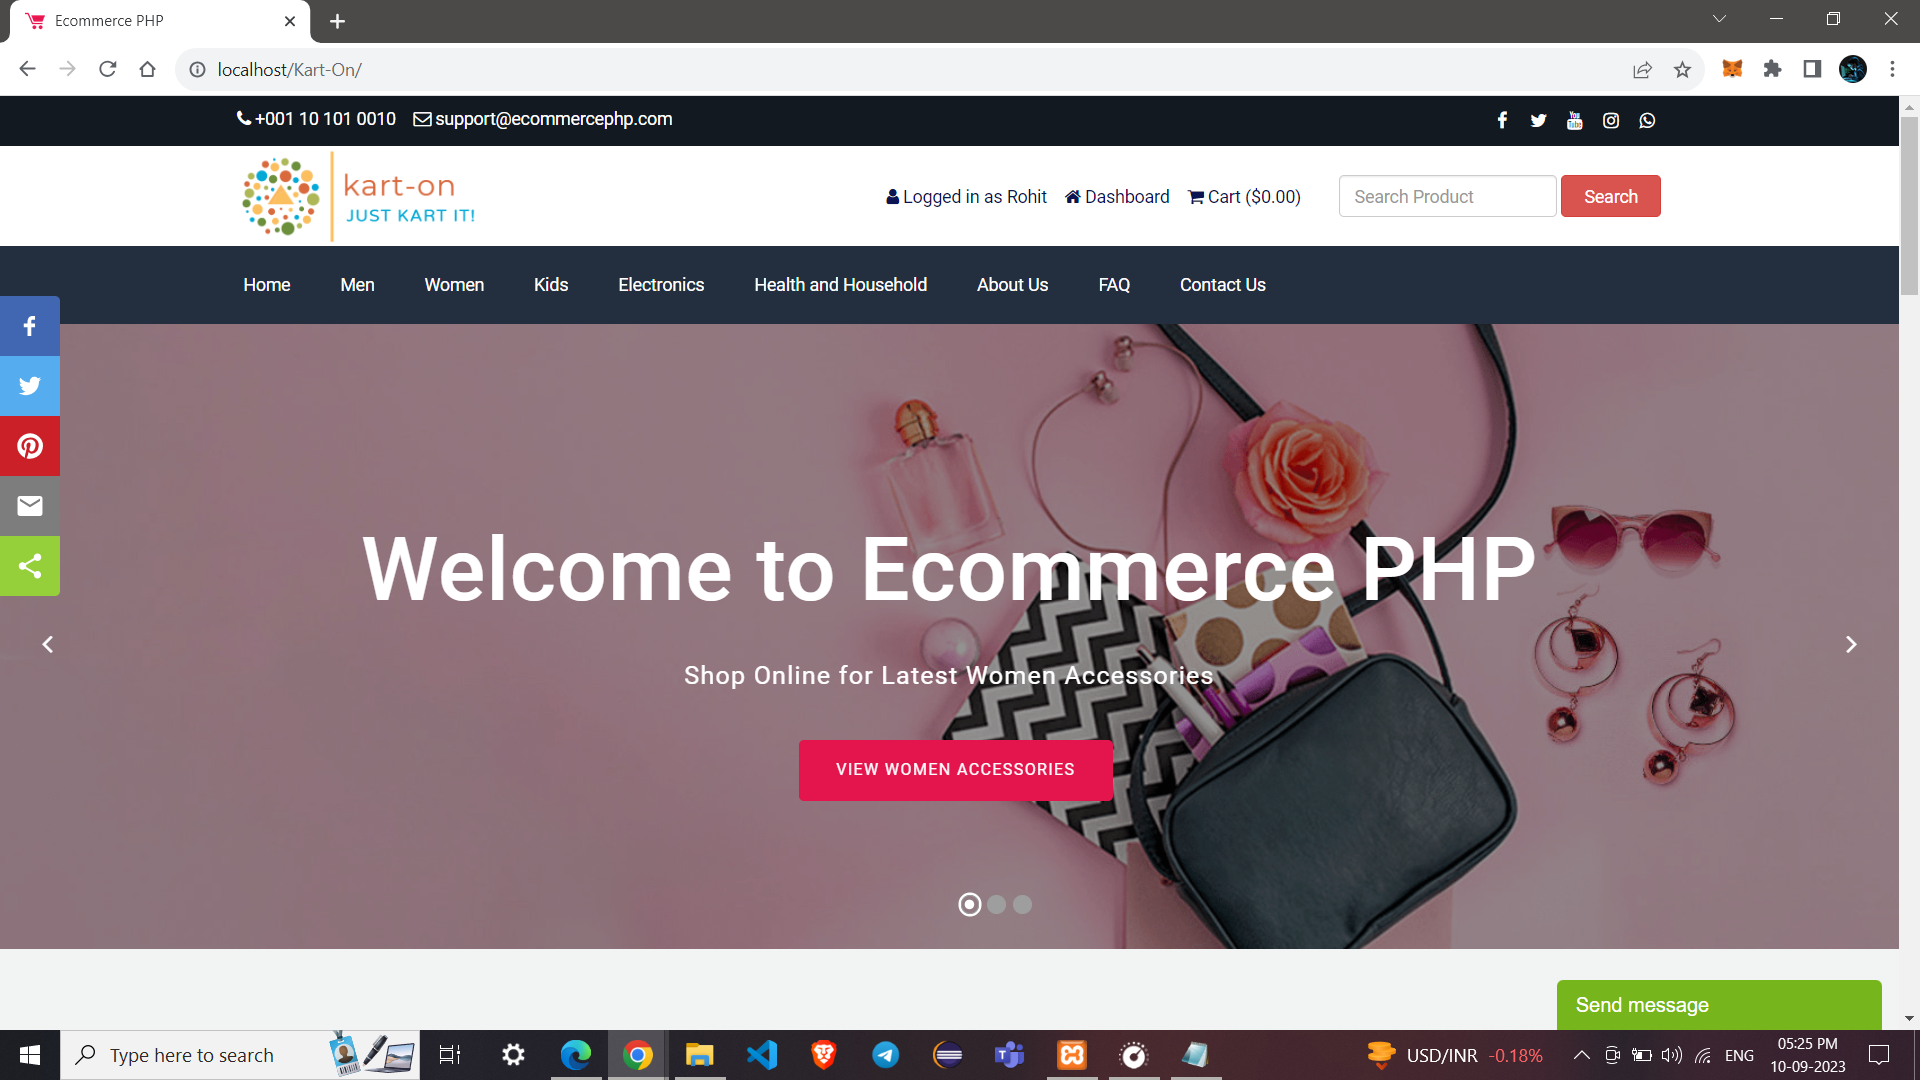 Ecommerce PHP
localhost/Kart-On/
+001 10 101 0010 support@ecommercephp.com
You
Tube
kart-on
JUST KART IT!
Logged in as Rohit Dashboard Cart ($0.00) Search Product Search
Home Men Women Kids Electronics Health and Household About Us FAQ Contact Us
Welcome to Ecommerce PHP
Shop Online for Latest Women Accessories
VIEW WOMEN ACCESSORIES
Send message
Type here to search
USD/INR -0.18%
ENG
05:25 PM
10-09-2023